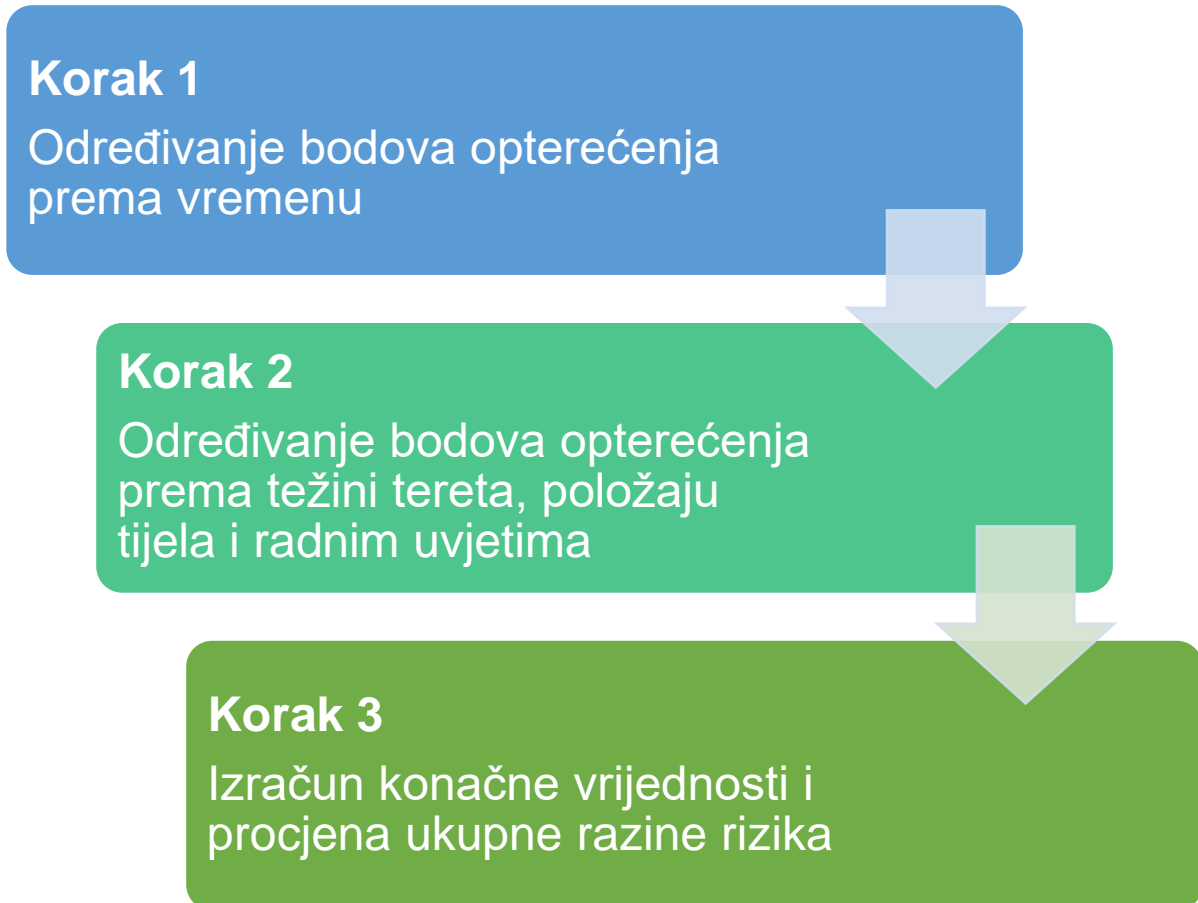 Korak 1
Određivanje bodova opterećenja
prema vremenu
Korak 2
Određivanje bodova opterećenja
prema težini tereta, položaju
tijela i radnim uvjetima
Korak 3
Izračun konačne vrijednosti i
procjena ukupne razine rizika